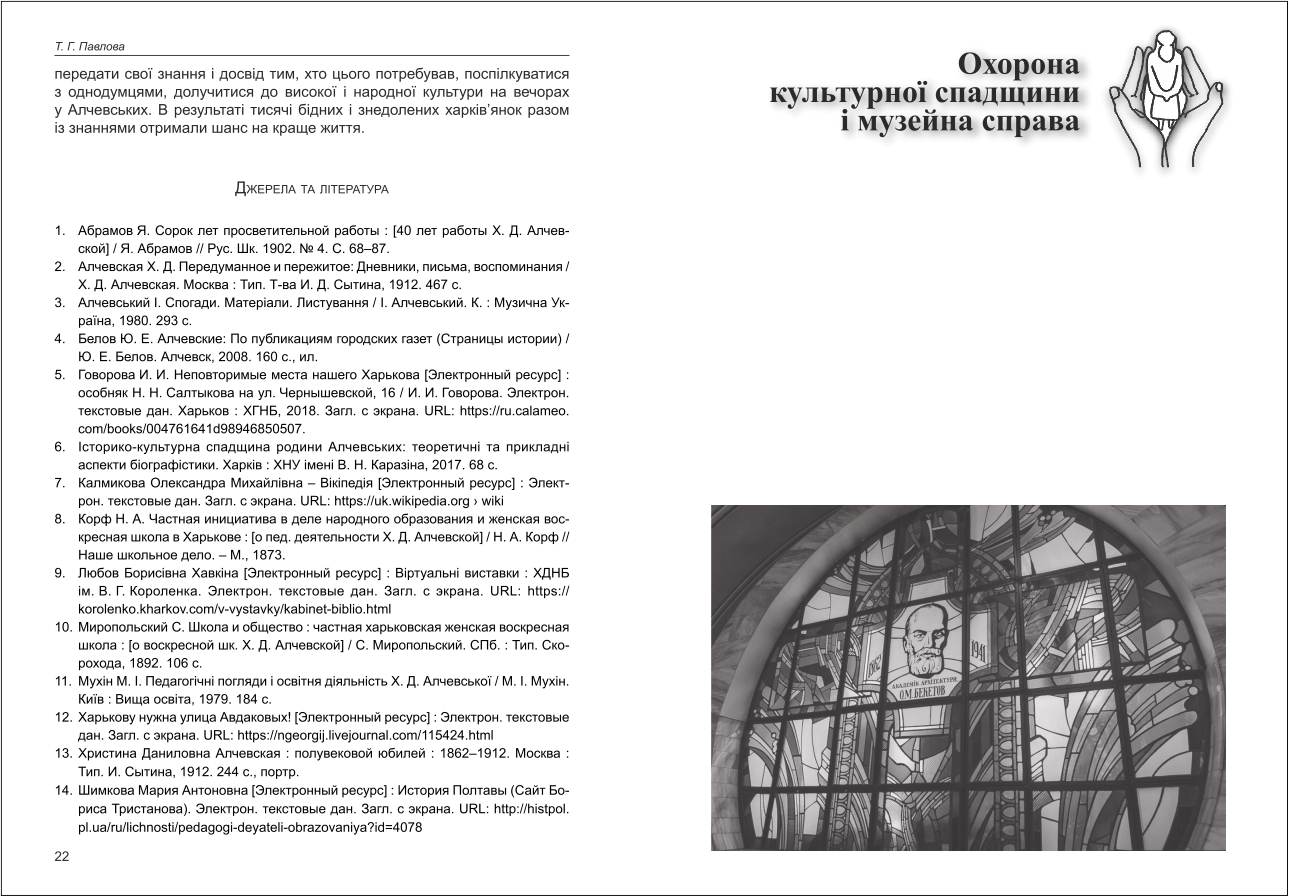 Т. Г. Павлова
передати свої знання і досвід тим, хто цього потребував, поспілкуватися
з однодумцями, долучитися до високої і народної культури на вечорах
у Алчевських. В результаті тисячі бідних і знедолених харків’янок разом
із знаннями отримали шанс на краще життя.
Джерела та література
1. Абрамов Я. Сорок лет просветительной работы : [40 лет работы Х. Д. Алчев-
ской] / Я. Абрамов // Рус. Шк. 1902. № 4. С. 68–87.
2. Алчевская Х. Д. Передуманное и пережитое: Дневники, письма, воспоминания /
Х. Д. Алчевская. Москва : Тип. Т-ва И. Д. Сытина, 1912. 467 с.
3. Алчевський І. Спогади. Матеріали. Листування / І. Алчевський. К. : Музична Ук-
раїна, 1980. 293 с.
4. Белов Ю. Е. Алчевские: По публикациям городских газет (Страницы истории) /
Ю. Е. Белов. Алчевск, 2008. 160 с., ил.
5. Говорова И. И. Неповторимые места нашего Харькова [Электронный ресурс] :
особняк Н. Н. Салтыкова на ул. Чернышевской, 16 / И. И. Говорова. Электрон.
текстовые дан. Харьков : ХГНБ, 2018. Загл. с экрана. URL: https://ru.calameo.
com/books/004761641d98946850507.
6. Історико-культурна спадщина родини Алчевських: теоретичні та прикладні
аспекти біографістики. Харків : ХНУ імені В. Н. Каразіна, 2017. 68 с.
7. Калмикова Олександра Михайлівна – Вікіпедія [Электронный ресурс] : Элект-
рон. текстовые дан. Загл. с экрана. URL: https://uk.wikipedia.org › wiki
8. Корф Н. А. Частная инициатива в деле народного образования и женская вос-
кресная школа в Харькове : [о пед. деятельности Х. Д. Алчевской] / Н. А. Корф //
Наше школьное дело. – М., 1873.
9. Любов Борисівна Хавкіна [Электронный ресурс] : Віртуальні виставки : ХДНБ
ім. В. Г. Короленка. Электрон. текстовые дан. Загл. с экрана. URL: https://
korolenko.kharkov.com/v-vystavky/kabinet-biblio.html
10. Миропольский С. Школа и общество : частная харьковская женская воскресная
школа : [о воскресной шк. Х. Д. Алчевской] / С. Миропольский. СПб. : Тип. Ско-
рохода, 1892. 106 с.
11. Мухін М. І. Педагогічні погляди і освітня діяльність Х. Д. Алчевської / М. І. Мухін.
Київ : Вища освіта, 1979. 184 с.
12. Харькову нужна улица Авдаковых! [Электронный ресурс] : Электрон. текстовые
дан. Загл. с экрана. URL: https://ngeorgij.livejournal.com/115424.html
13. Христина Даниловна Алчевская : полувековой юбилей : 1862–1912. Москва :
Тип. И. Сытина, 1912. 244 с., портр.
14. Шимкова Мария Антоновна [Электронный ресурс] : История Полтавы (Сайт Бо-
риса Тристанова). Электрон. текстовые дан. Загл. с экрана. URL: http://histpol.
pl.ua/ru/lichnosti/pedagogi-deyateli-obrazovaniya?id=4078
22
Охорона
культурної спадщини
і музейна справа
1862
1941
АКАДЕМІК АРХІТЕКТУРИ
О.М.БЕКЕТОВ